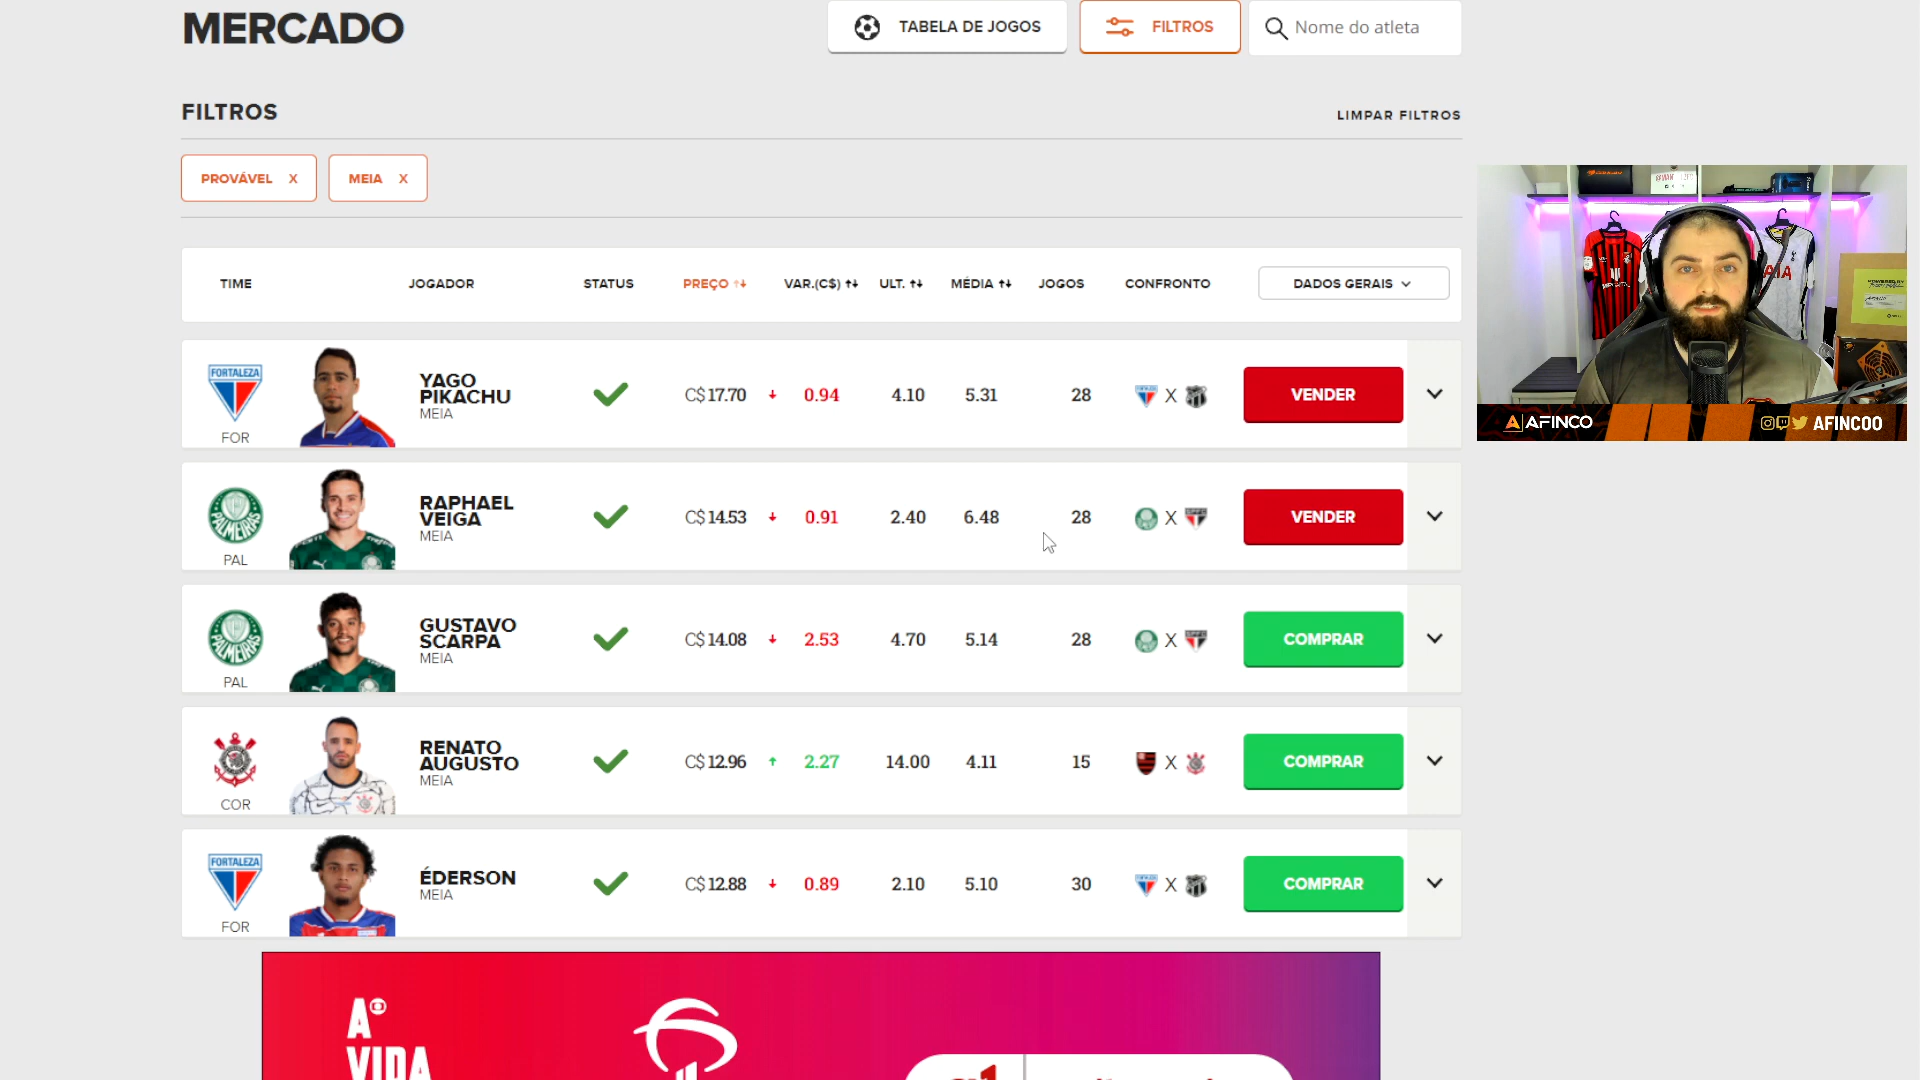 MERCADO
TABELA DE JOGOS
FILTROS
Nome do atleta
FILTROS
LIMPAR FILTROS
PROVÁVEL X
MEIA X
TIME JOGADOR STATUS PREÇO VAR.(C$) ULT. MÉDIA JOGOS CONFRONTO DADOS GERAIS
FORTALEZA
FOR
YAGO
PIKACHU
MEIA
C$ 17.70 0.94 4.10 5.31 28 X VENDER
PALMEIRAS
PAL
RAPHAEL
VEIGA
MEIA
C$ 14.53 0.91 2.40 6.48 28 X VENDER
PALMEIRAS
PAL
GUSTAVO
SCARPA
MEIA
C$ 14.08 2.53 4.70 5.14 28 X COMPRAR
COR
RENATO
AUGUSTO
MEIA
C$ 12.96 2.27 14.00 4.11 15 X COMPRAR
FORTALEZA
FOR
ÉDERSON
MEIA
C$ 12.88 0.89 2.10 5.10 30 X COMPRAR
AFINCO
AFINCOO
A
VIDA